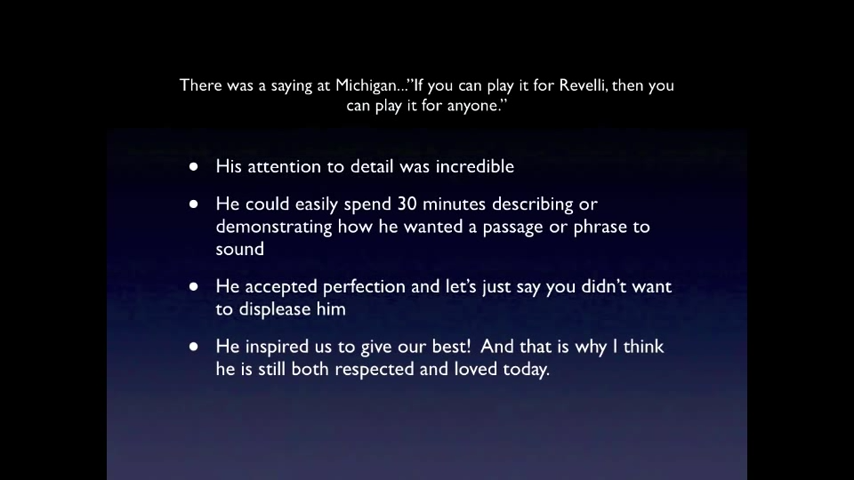 There was a saying at Michigan..."If you can play it for Revelli, then you
can play it for anyone."
• His attention to detail was incredible
• He could easily spend 30 minutes describing or
demonstrating how he wanted a passage or phrase to
sound
• He accepted perfection and let's just say you didn't want
to displease him
• He inspired us to give our best! And that is why I think
he is still both respected and loved today.